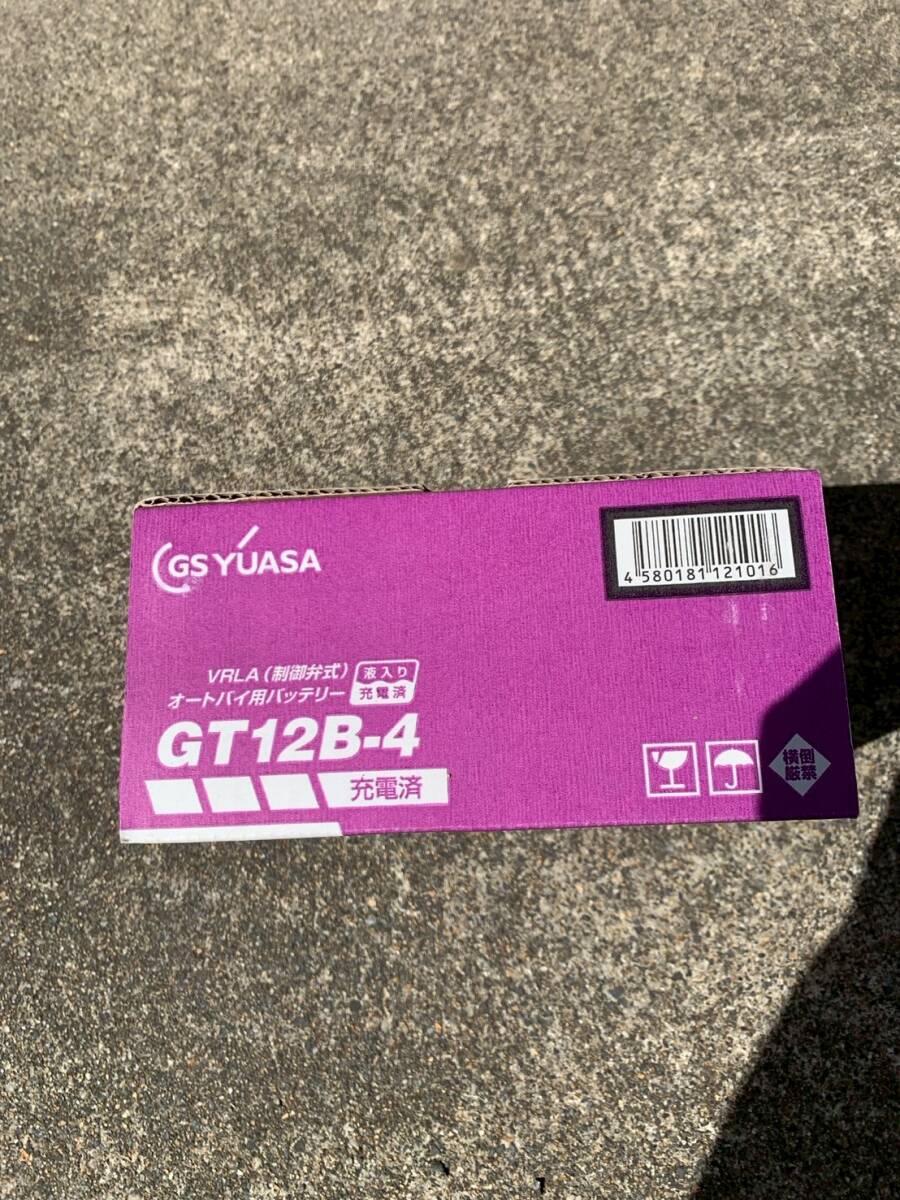 GS YUASA
4 580181 121016
VRLA(制御弁式)
オートバイ用バッテリー
液入り
充電済
GT12B-4
充電済
横倒
厳禁